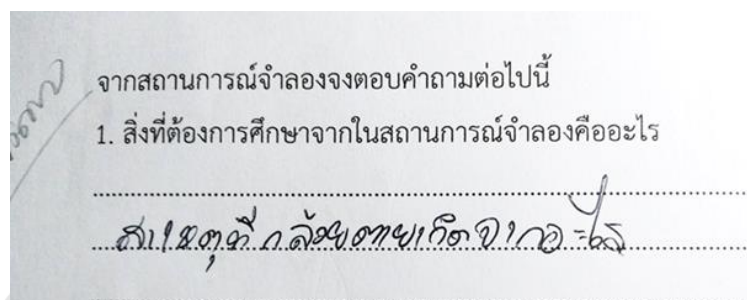 จากสถานการณ์จำลองจงตอบคำถามต่อไปนี้
1. สิ่งที่ต้องการศึกษาจากในสถานการณ์จำลองคืออะไร
สาเหตุที่กล้วยตายเกิดจากอะไร